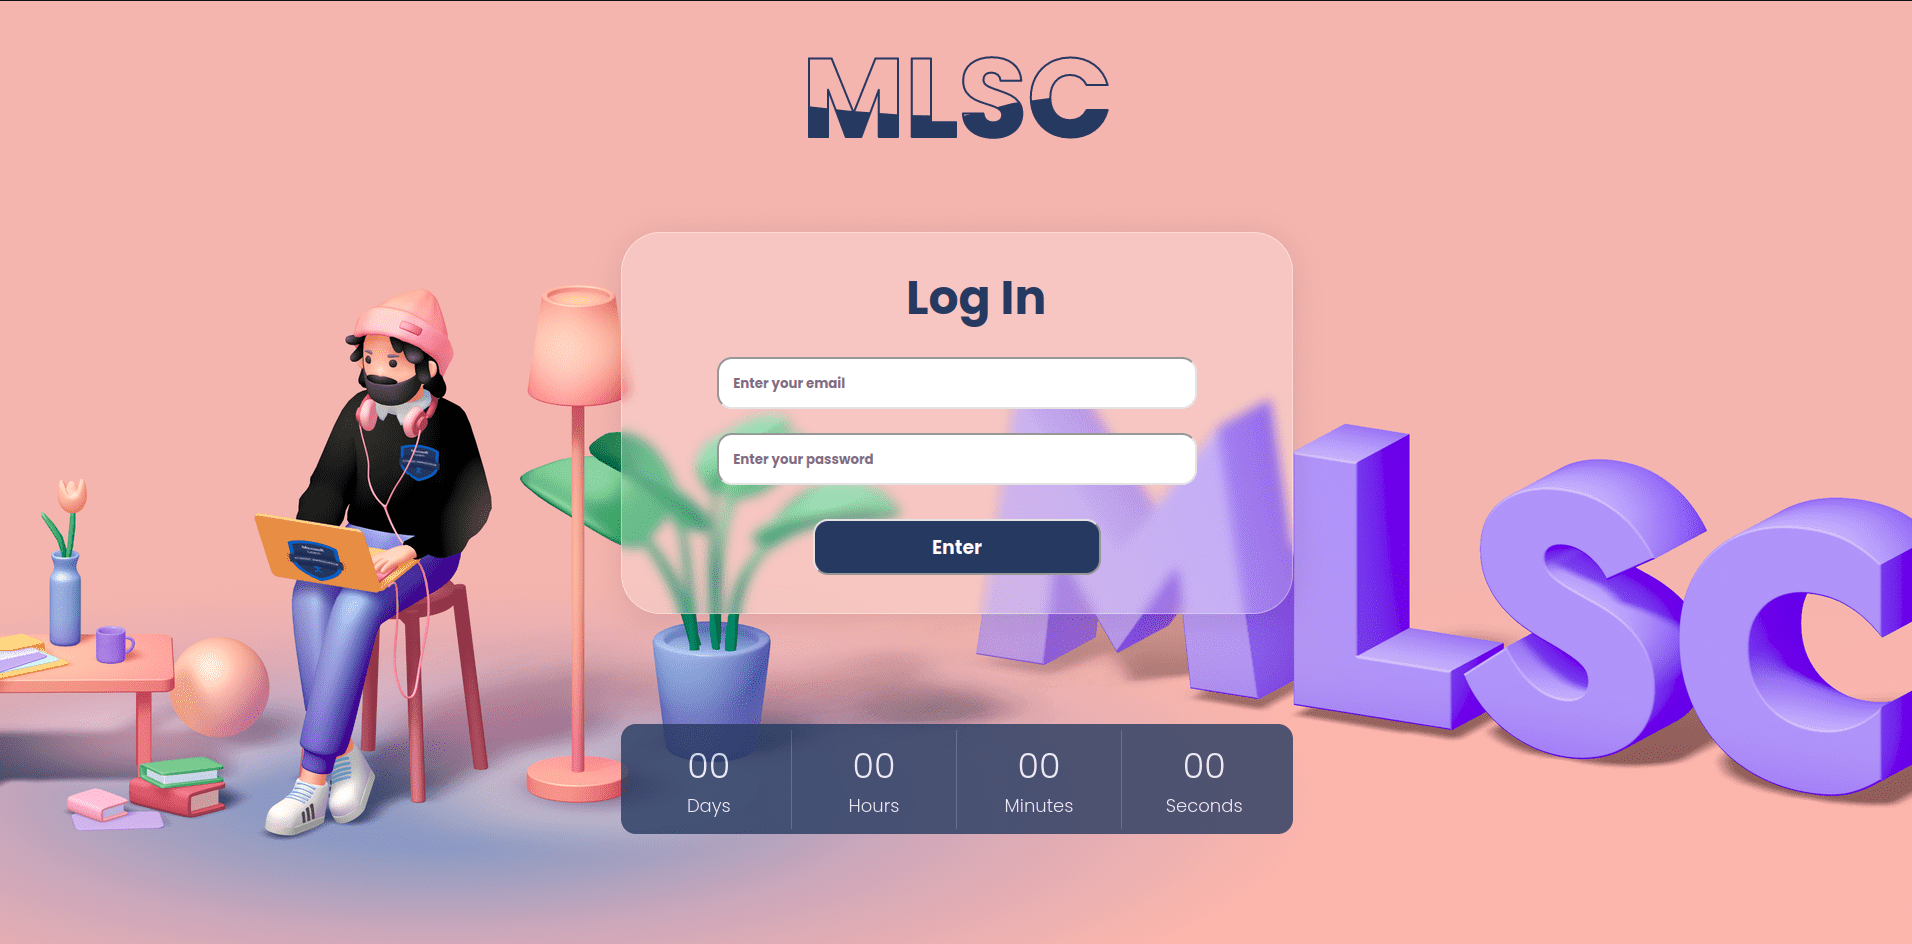 MLSC
Log In
Enter your email
Enter your password
Enter
MLSC
00 00 00 00
Days Hours Minutes Seconds